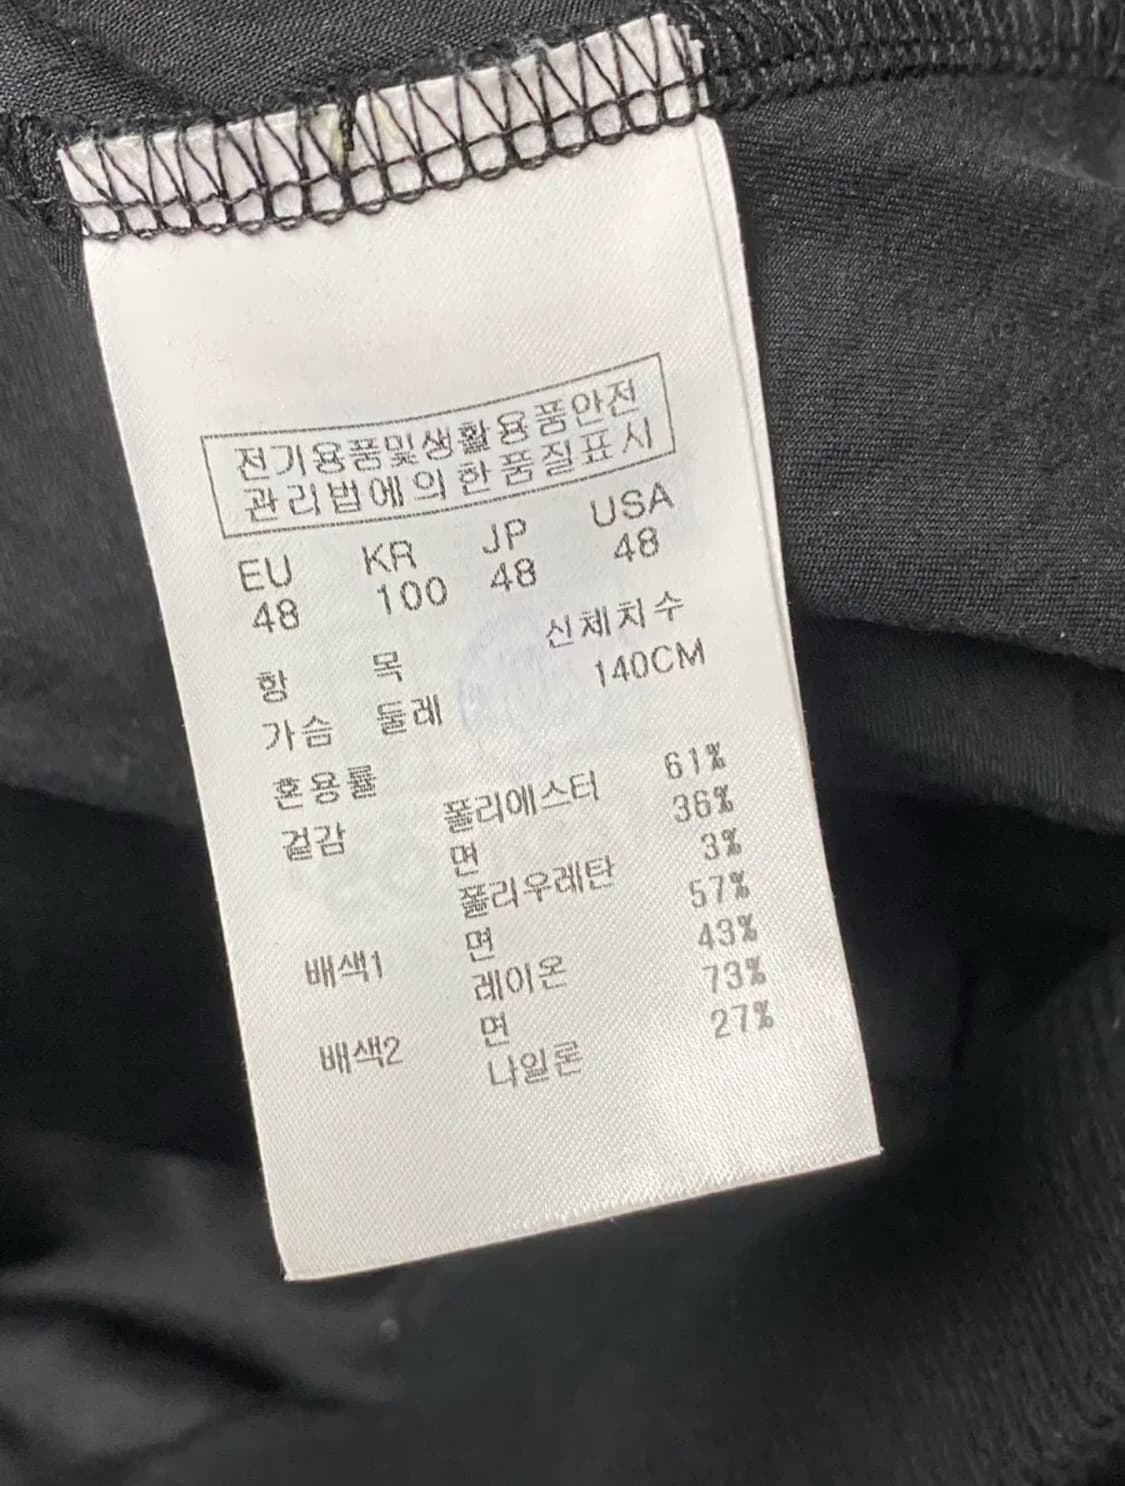 전기용품및생활용품안전
관리법에의한품질표시
EU KR JP USA
48 100 48 48
항 목 신체치수
가슴 둘레 140CM
혼용률
겉감 폴리에스터 61%
면 36%
폴리우레탄 3%
배색1 면 57%
레이온 43%
배색2 면 73%
나일론 27%